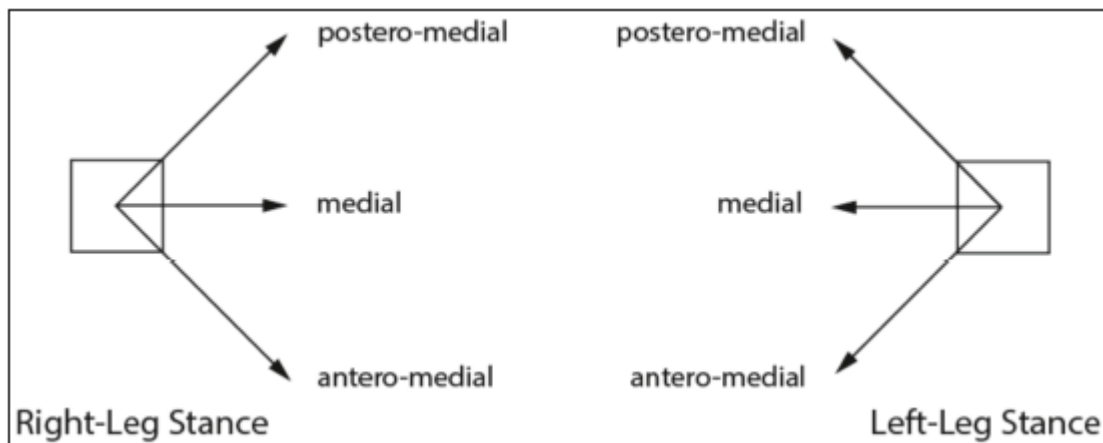 postero-medial
postero-medial
medial
medial
antero-medial
antero-medial
Right-Leg Stance
Left-Leg Stance